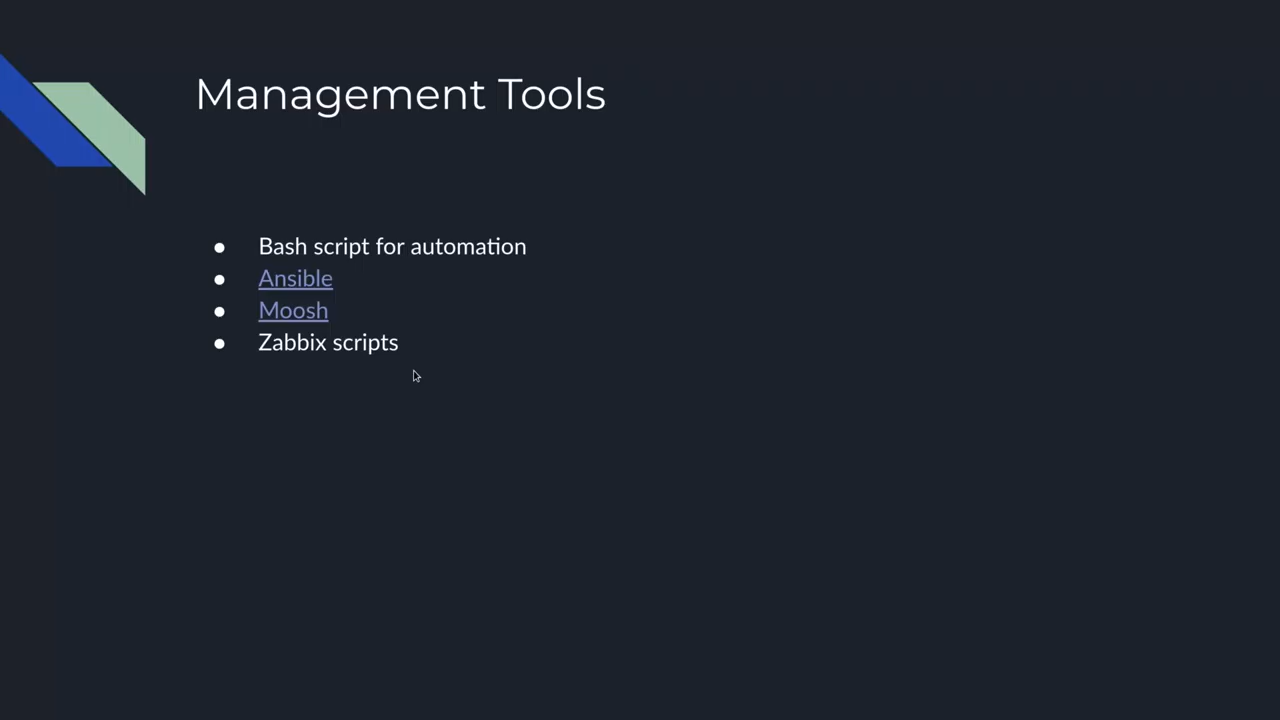 Management Tools
● Bash script for automation
● Ansible
● Moosh
● Zabbix scripts